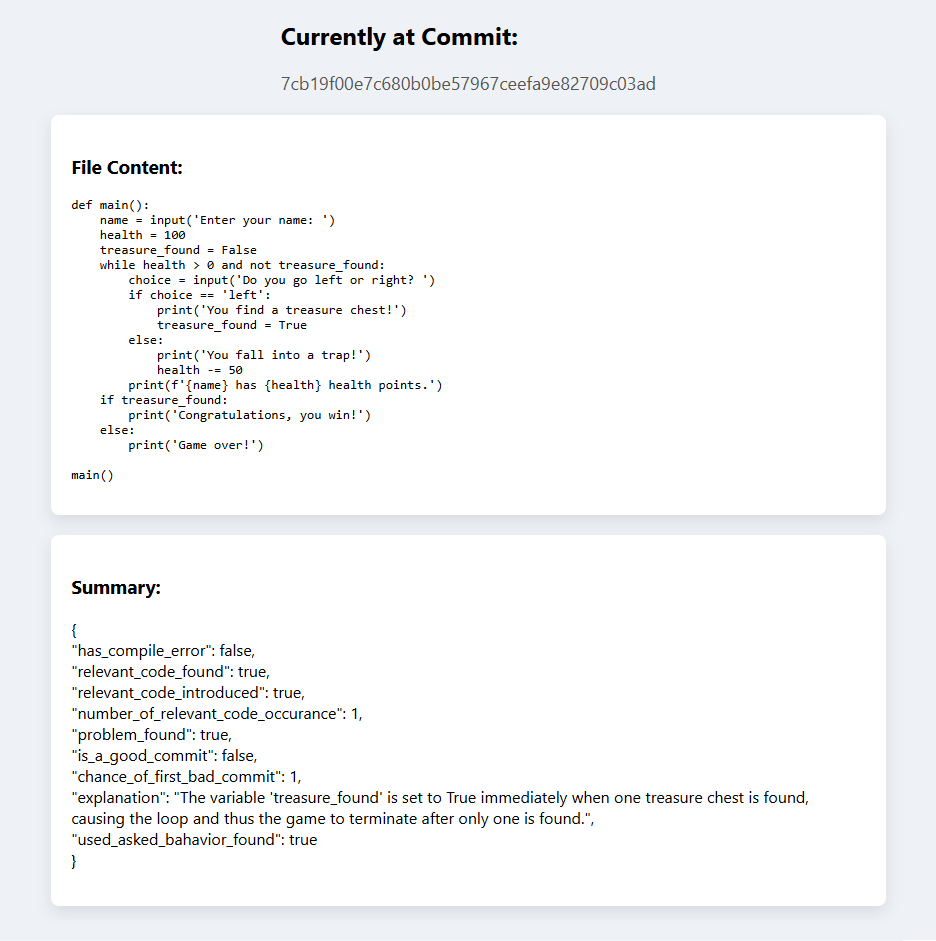 Currently at Commit:
7cb19f00e7c680b0be57967ceefa9e82709c03ad
File Content:
def main():
    name = input('Enter your name: ')
    health = 100
    treasure_found = False
    while health > 0 and not treasure_found:
        choice = input('Do you go left or right? ')
        if choice == 'left':
            print('You find a treasure chest!')
            treasure_found = True
        else:
            print('You fall into a trap!')
            health -= 50
        print(f'{name} has {health} health points.')
    if treasure_found:
        print('Congratulations, you win!')
    else:
        print('Game over!')
main()
Summary:
{
"has_compile_error": false,
"relevant_code_found": true,
"relevant_code_introduced": true,
"number_of_relevant_code_occurance": 1,
"problem_found": true,
"is_a_good_commit": false,
"chance_of_first_bad_commit": 1,
"explanation": "The variable 'treasure_found' is set to True immediately when one treasure chest is found,
causing the loop and thus the game to terminate after only one is found.",
"used_asked_bahavior_found": true
}